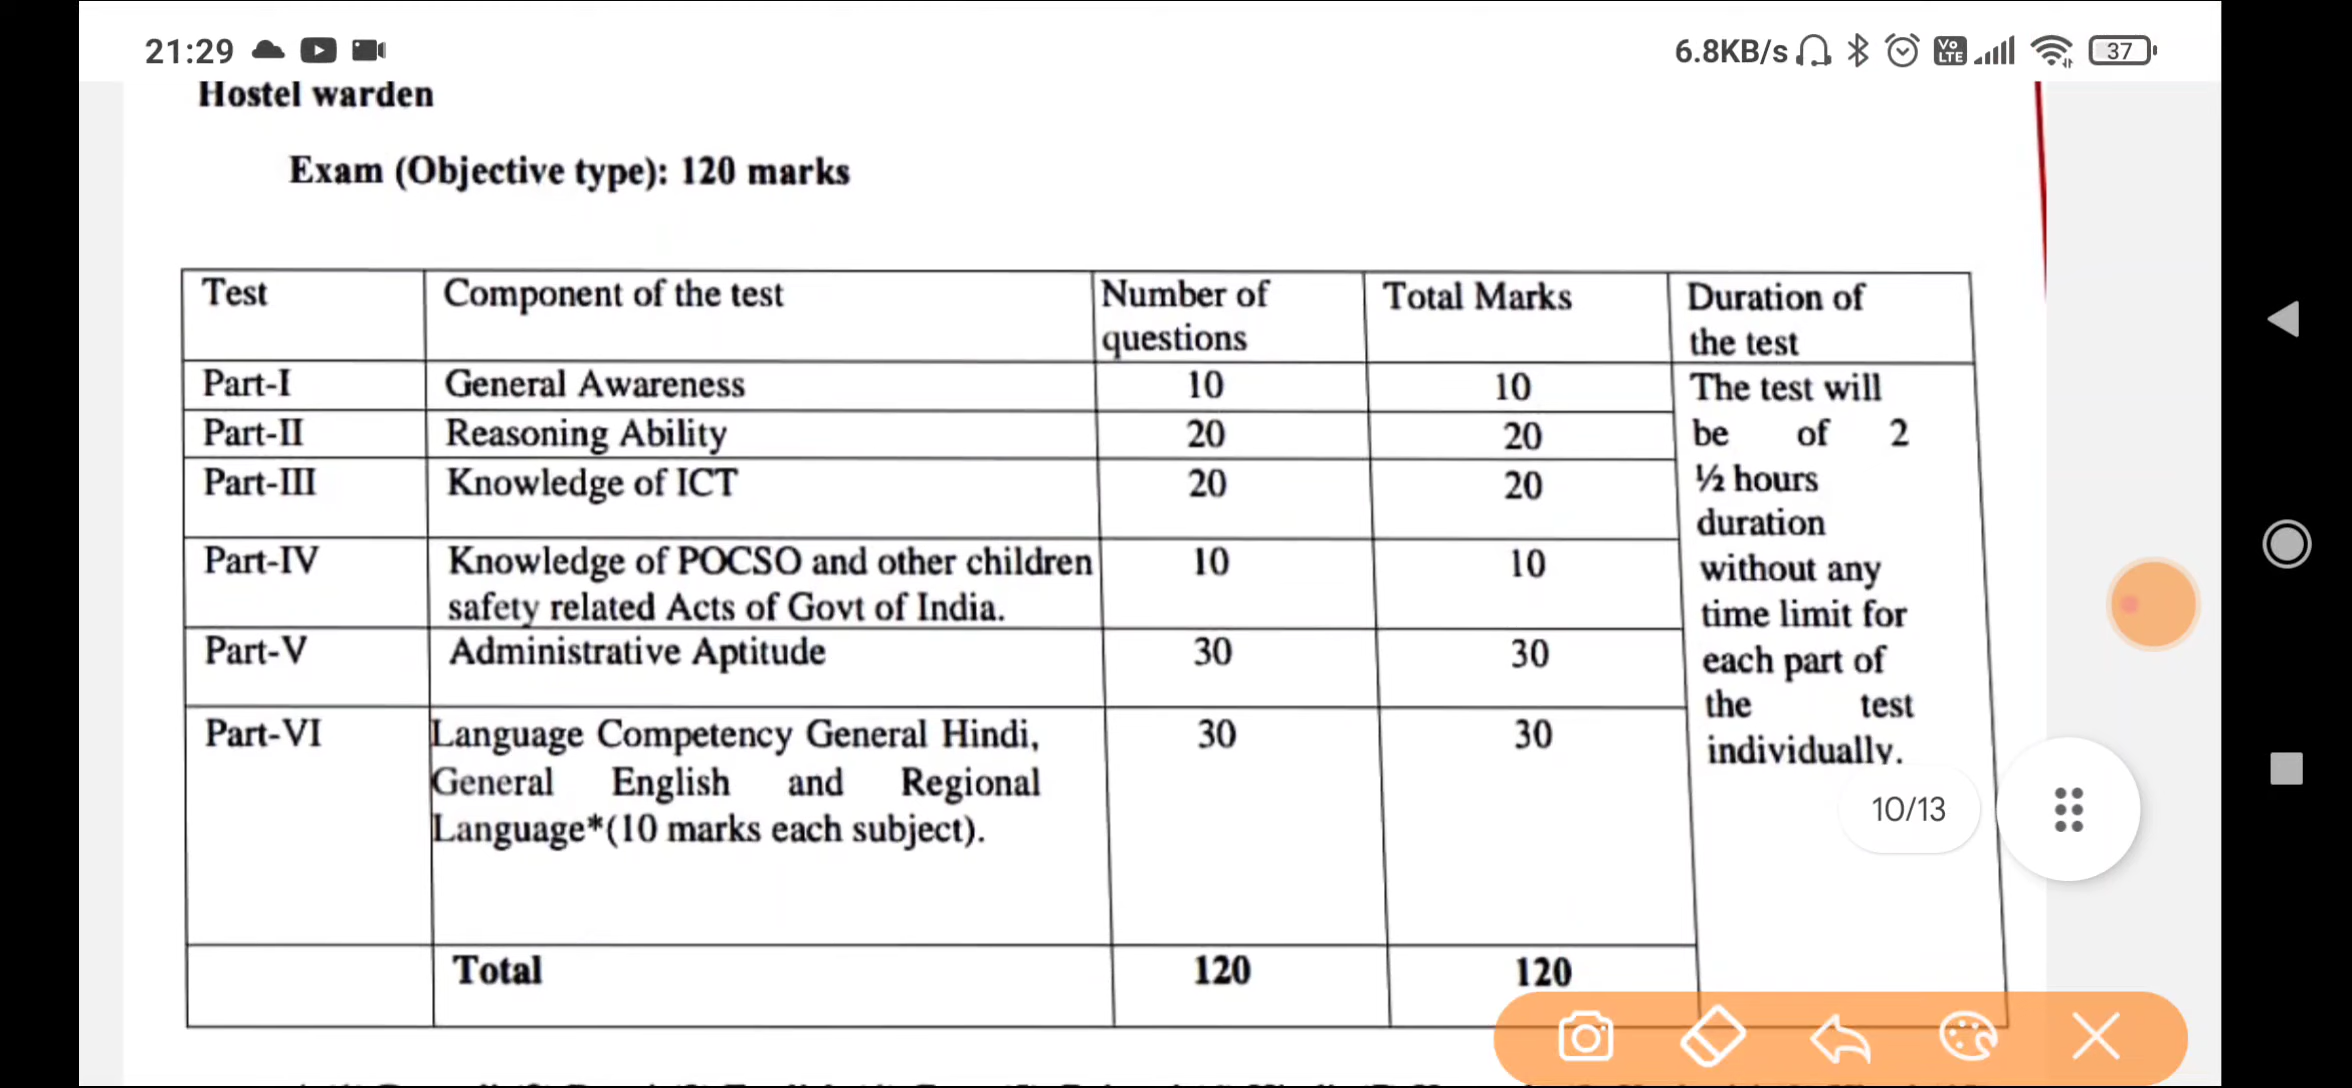 21:29
6.8KB/s
Vo LTE
37
Hostel warden
Exam (Objective type): 120 marks
Test
Component of the test
Number of
questions
Total Marks
Duration of
the test
Part-I
General Awareness
10
10
Part-II
Reasoning Ability
20
20
Part-III
Knowledge of ICT
20
20
Part-IV
Knowledge of POCSO and other children
safety related Acts of Govt of India.
10
10
Part-V
Administrative Aptitude
30
30
Part-VI
Language Competency General Hindi,
General English and Regional
Language*(10 marks each subject).
30
30
The test will
be of 2
½ hours
duration
without any
time limit for
each part of
the test
individually.
10/13
Total
120
120